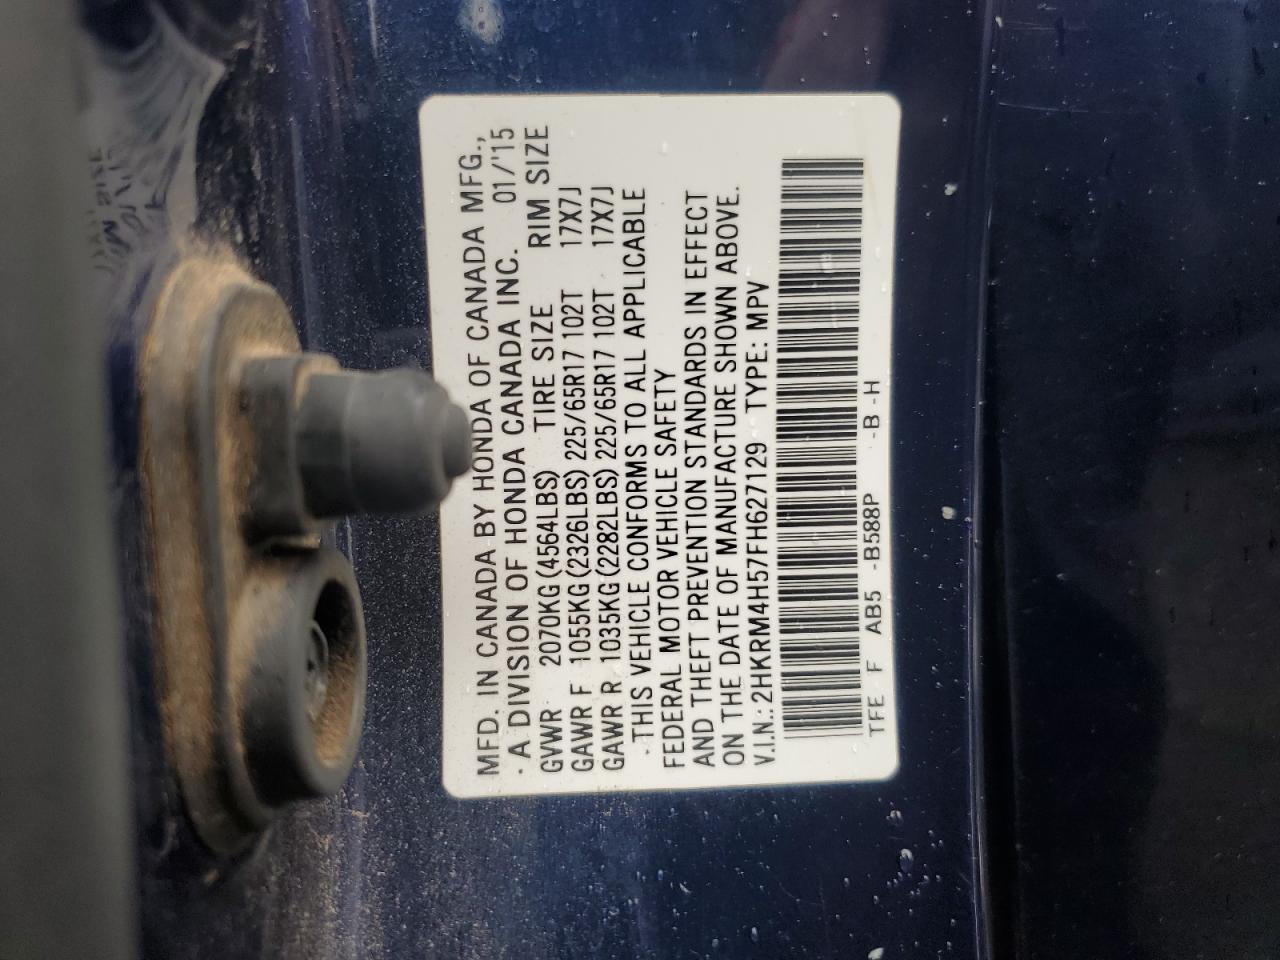 MFD. IN CANADA BY HONDA OF CANADA MFG.,
· A DIVISION OF HONDA CANADA INC. 01/'15
GVWR 2070KG(4564LBS) TIRE SIZE RIM SIZE
GAWR F 1055KG(2326LBS) 225/65R17 102T 17X7J
GAWR R 1035KG(2282LBS) 225/65R17 102T 17X7J
· THIS VEHICLE CONFORMS TO ALL APPLICABLE
FEDERAL MOTOR VEHICLE SAFETY
AND THEFT PREVENTION STANDARDS IN EFFECT
ON THE DATE OF MANUFACTURE SHOWN ABOVE.
V.I.N.: 2HKRM4H57FH627129 TYPE: MPV
TFE F AB5 -B588P -B -H